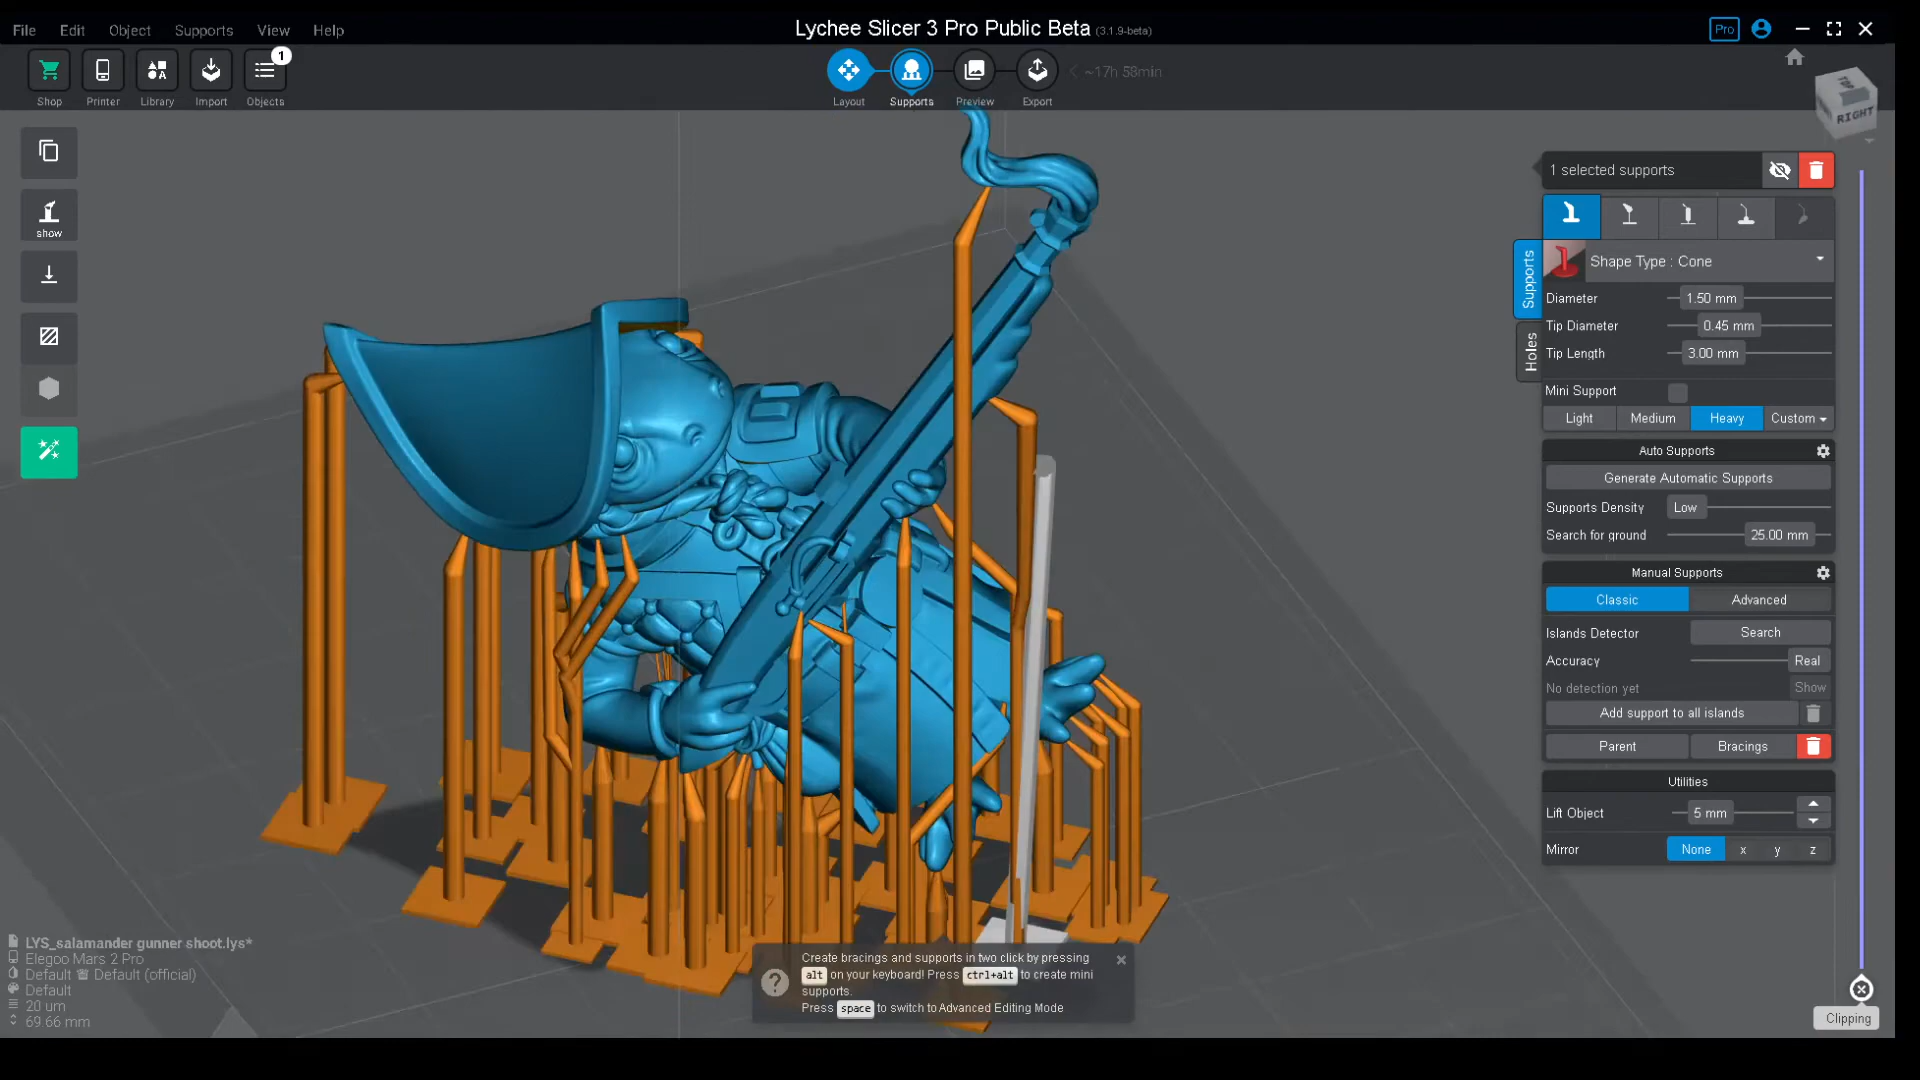 File Edit Object Supports View Help
Lychee Slicer 3 Pro Public Beta (3.1.9-beta)
Pro
1
Shop Printer Library Import Objects
Layout Supports Preview Export
~17h 58min
RIGHT
show
1 selected supports
Supports
Holes
Shape Type : Cone
Diameter 1.50 mm
Tip Diameter 0.45 mm
Tip Length 3.00 mm
Mini Support
Light Medium Heavy Custom
Auto Supports
Generate Automatic Supports
Supports Density Low
Search for ground 25.00 mm
Manual Supports
Classic Advanced
Islands Detector Search
Accuracy Real
No detection yet Show
Add support to all islands
Parent Bracings
Utilities
Lift Object 5 mm
Mirror None x y z
Clipping
LYS_salamander gunner shoot.lys*
Elegoo Mars 2 Pro
Default Default (official)
Default
20 um
69.66 mm
Create bracings and supports in two click by pressing
alt on your keyboard! Press ctrl+alt to create mini
supports.
Press space to switch to Advanced Editing Mode